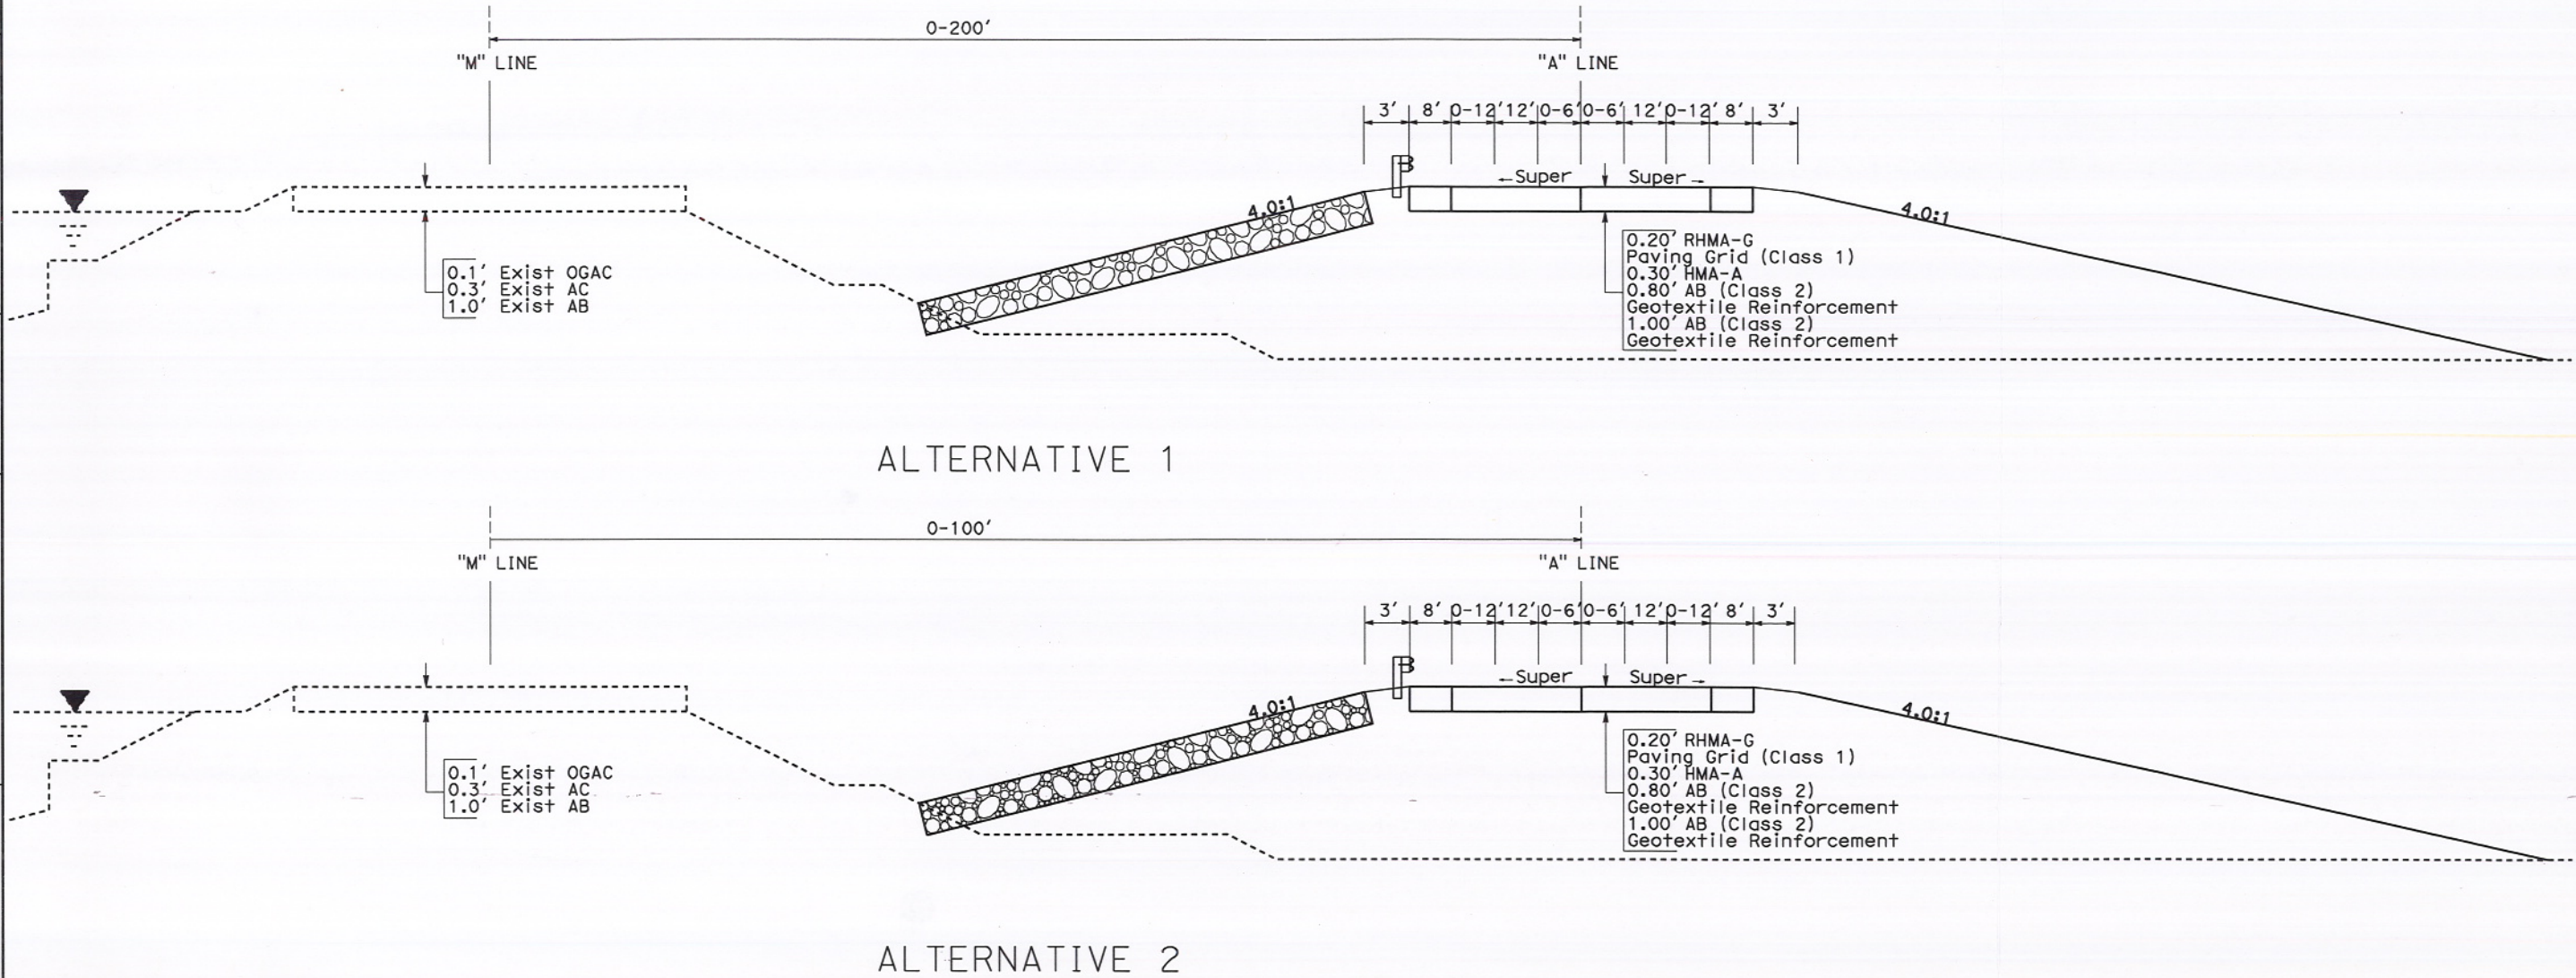 0-200'
"M" LINE
"A" LINE
3' 8' 0-12' 12' 0-6' 0-6' 12' 0-12' 8' 3'
←Super Super→
4.0:1
4.0:1
0.1' Exist OGAC
0.3' Exist AC
1.0' Exist AB
0.20' RHMA-G
Paving Grid (Class 1)
0.30' HMA-A
0.80' AB (Class 2)
Geotextile Reinforcement
1.00' AB (Class 2)
Geotextile Reinforcement
ALTERNATIVE 1
0-100'
"M" LINE
"A" LINE
3' 8' 0-12' 12' 0-6' 0-6' 12' 0-12' 8' 3'
←Super Super→
4.0:1
4.0:1
0.1' Exist OGAC
0.3' Exist AC
1.0' Exist AB
0.20' RHMA-G
Paving Grid (Class 1)
0.30' HMA-A
0.80' AB (Class 2)
Geotextile Reinforcement
1.00' AB (Class 2)
Geotextile Reinforcement
ALTERNATIVE 2